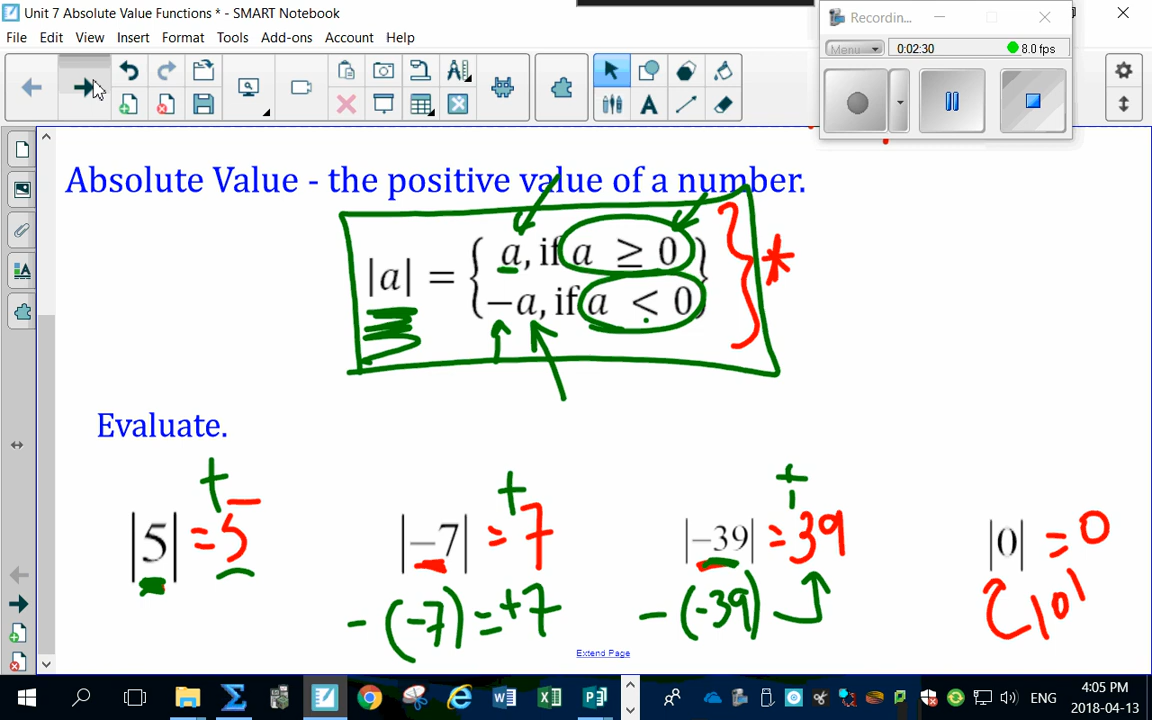 Unit 7 Absolute Value Functions * - SMART Notebook
File Edit View Insert Format Tools Add-ons Account Help
Recordin...
Menu
0:02:30
8.0 fps
Absolute Value - the positive value of a number.
|a| = { a, if a ≥ 0
−a, if a < 0 } *
Evaluate.
+ + +
|5| = 5
|−7| = 7
|−39| = 39
|0| = 0
-(-7) = +7
-(-39)
|0|
Extend Page
ENG
4:05 PM
2018-04-13